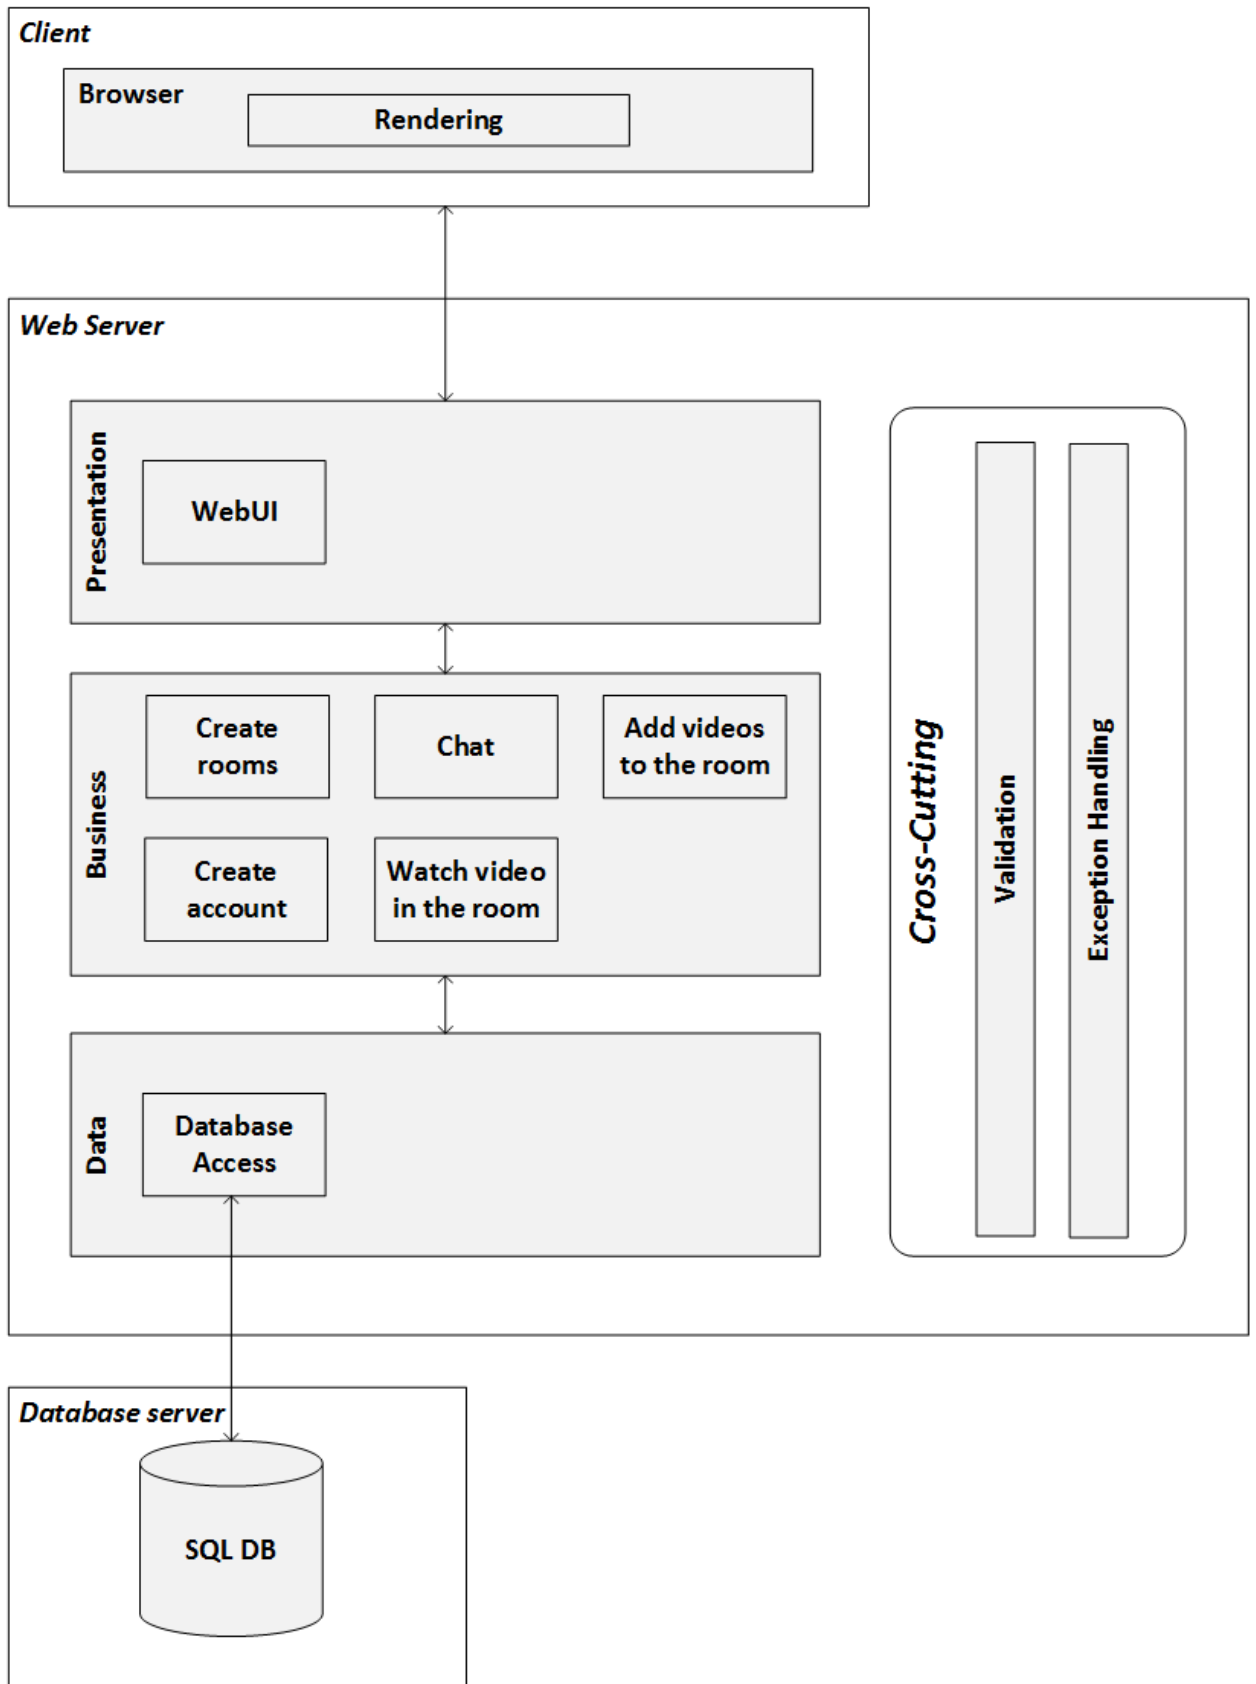 Client
Browser
Rendering
Web Server
Presentation
WebUI
Business
Create
rooms
Chat
Add videos
to the room
Create
account
Watch video
in the room
Data
Database
Access
Cross-Cutting
Validation
Exception Handling
Database server
SQL DB